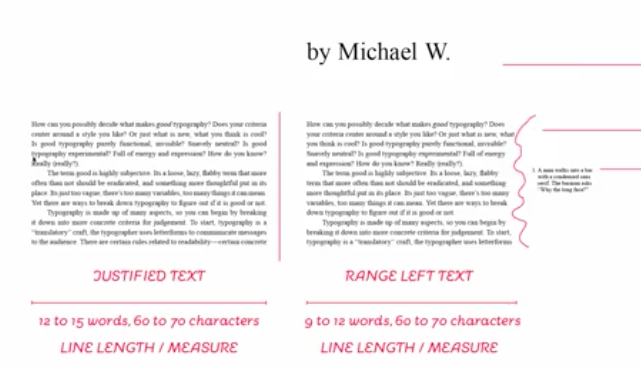 by Michael W.
How can you possibly decide what makes good typography? Does your criteria
center around a style you like? Or just what is new, what you think is cool?
Is good typography purely functional, invisible? Suavely neutral? Is good
typography experimental? Full of energy and expression? How do you know?
Really (really?).
The term good is highly subjective. Its a loose, lazy, flabby term that more
often than not should be eradicated, and something more thoughtful put in its
place. Its just too vague, there's too many variables, too many things it can mean.
Yet there are ways to break down typography to figure out if it is good or not.
Typography is made up of many aspects, so you can begin by breaking
it down into more concrete criteria for judgement. To start, typography is a
"translatory" craft, the typographer uses letterforms to communicate messages
to the audience. There are certain rules related to readability—certain concrete
How can you possibly decide what makes good typography? Does
your criteria center around a style you like? Or just what is new, what
you think is cool? Is good typography purely functional, invisible?
Suavely neutral? Is good typography experimental? Full of energy
and expression? How do you know? Really (really?).
The term good is highly subjective. Its a loose, lazy, flabby
term that more often than not should be eradicated, and something
more thoughtful put in its place. Its just too vague, there's too many
variables, too many things it can mean. Yet there are ways to break
down typography to figure out if it is good or not
Typography is made up of many aspects, so you can begin by
breaking it down into more concrete criteria for judgement. To start,
typography is a "translatory" craft, the typographer uses letterforms
1. A man walks into a bar
with a condensed sans
serif. The barman asks
"Why the long face?"
JUSTIFIED TEXT
12 to 15 words, 60 to 70 characters
LINE LENGTH / MEASURE
RANGE LEFT TEXT
9 to 12 words, 60 to 70 characters
LINE LENGTH / MEASURE